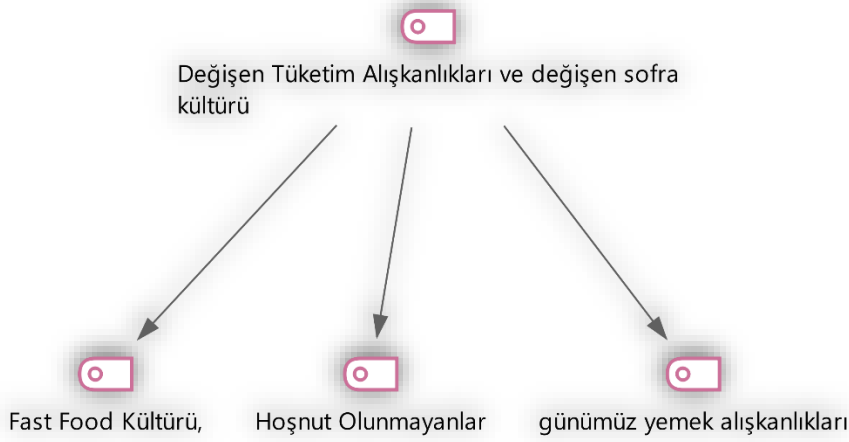 Değişen Tüketim Alışkanlıkları ve değişen sofra
kültürü
Fast Food Kültürü,
Hoşnut Olunmayanlar
günümüz yemek alışkanlıkları